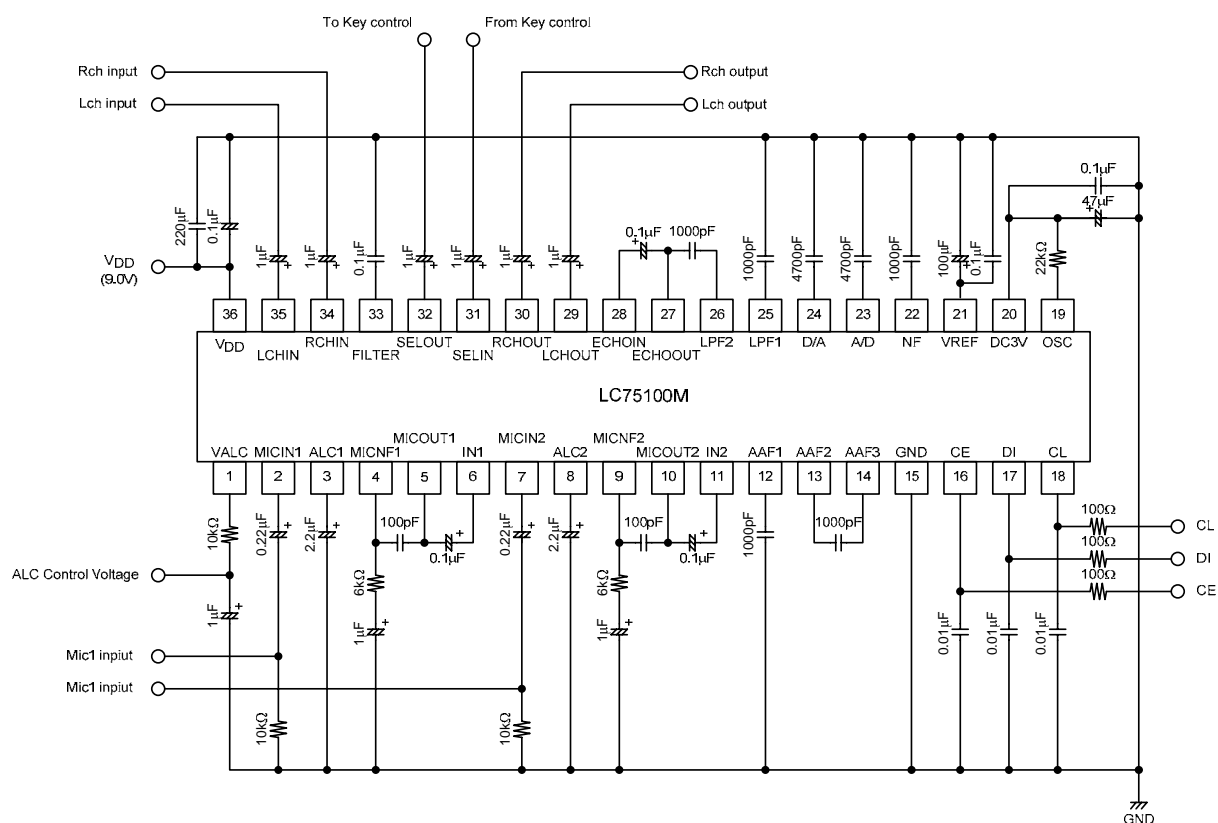 To Key control
From Key control
Rch input
Rch output
Lch input
Lch output
0.1µF
47µF
+
220µF
0.1µF
1µF
+
1µF
+
0.1µF
1µF
+
1µF
+
1µF
+
1µF
+
0.1µF
+
1000pF
1000pF
4700pF
4700pF
1000pF
100µF
+
0.1µF
22kΩ
VDD
(9.0V)
36
35
34
33
32
31
30
29
28
27
26
25
24
23
22
21
20
19
VDD
LCHIN
RCHIN
FILTER
SELOUT
SELIN
RCHOUT
LCHOUT
ECHOIN
ECHOOUT
LPF2
LPF1
D/A
A/D
NF
VREF
DC3V
OSC
LC75100M
VALC
MICIN1
ALC1
MICNF1
MICOUT1
IN1
MICIN2
ALC2
MICNF2
MICOUT2
IN2
AAF1
AAF2
AAF3
GND
CE
DI
CL
1
2
3
4
5
6
7
8
9
10
11
12
13
14
15
16
17
18
10kΩ
0.22µF
+
2.2µF
+
100pF
+
0.1µF
0.22µF
+
2.2µF
+
100pF
+
0.1µF
1000pF
1000pF
100Ω
CL
100Ω
DI
100Ω
CE
ALC Control Voltage
6kΩ
6kΩ
1µF
+
1µF
+
1µF
+
0.01µF
0.01µF
0.01µF
Mic1 inpiut
Mic1 inpiut
10kΩ
10kΩ
GND